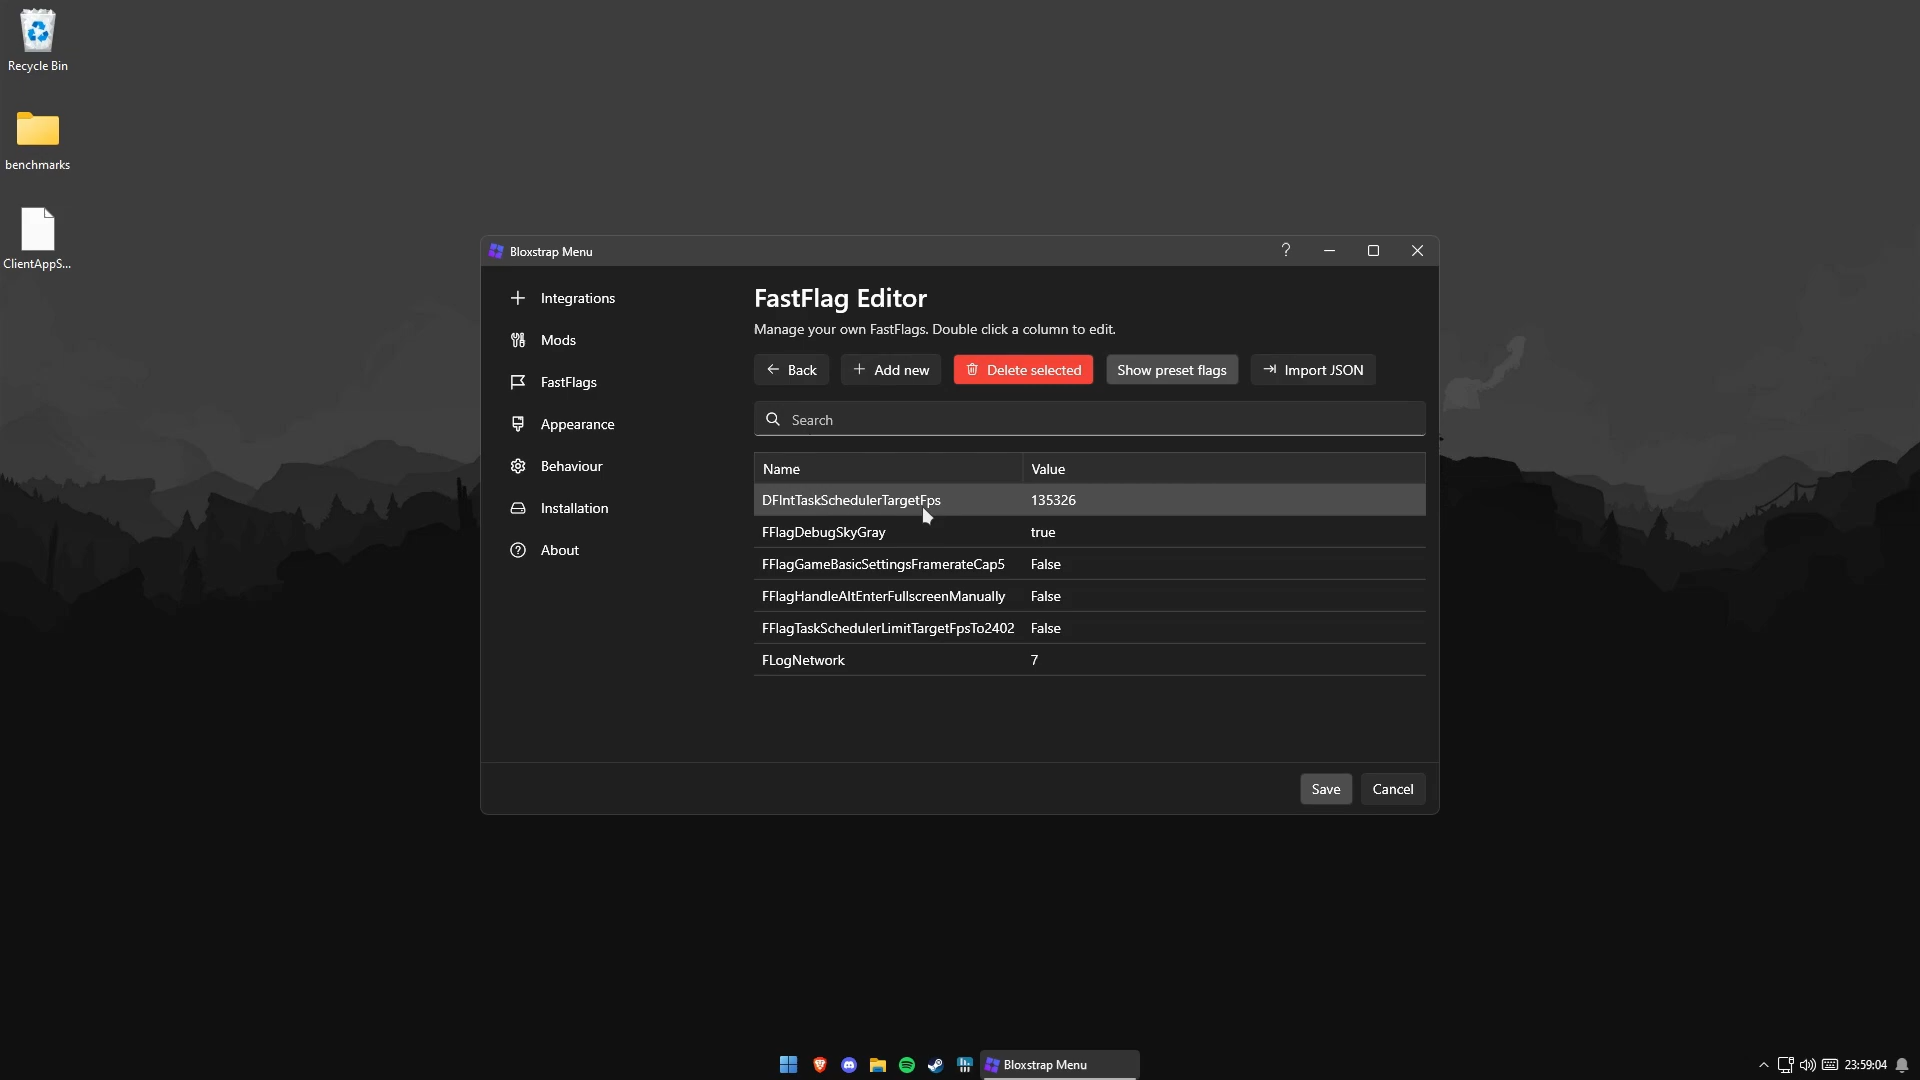 Recycle Bin
benchmarks
ClientAppS...
Bloxstrap Menu
Integrations
Mods
FastFlags
Appearance
Behaviour
Installation
About
FastFlag Editor
Manage your own FastFlags. Double click a column to edit.
Back
Add new
Delete selected
Show preset flags
Import JSON
Search
Name Value
DFIntTaskSchedulerTargetFps 135326
FFlagDebugSkyGray true
FFlagGameBasicSettingsFramerateCap5 False
FFlagHandleAltEnterFullscreenManually False
FFlagTaskSchedulerLimitTargetFpsTo2402 False
FLogNetwork 7
Save
Cancel
Bloxstrap Menu
23:59:04